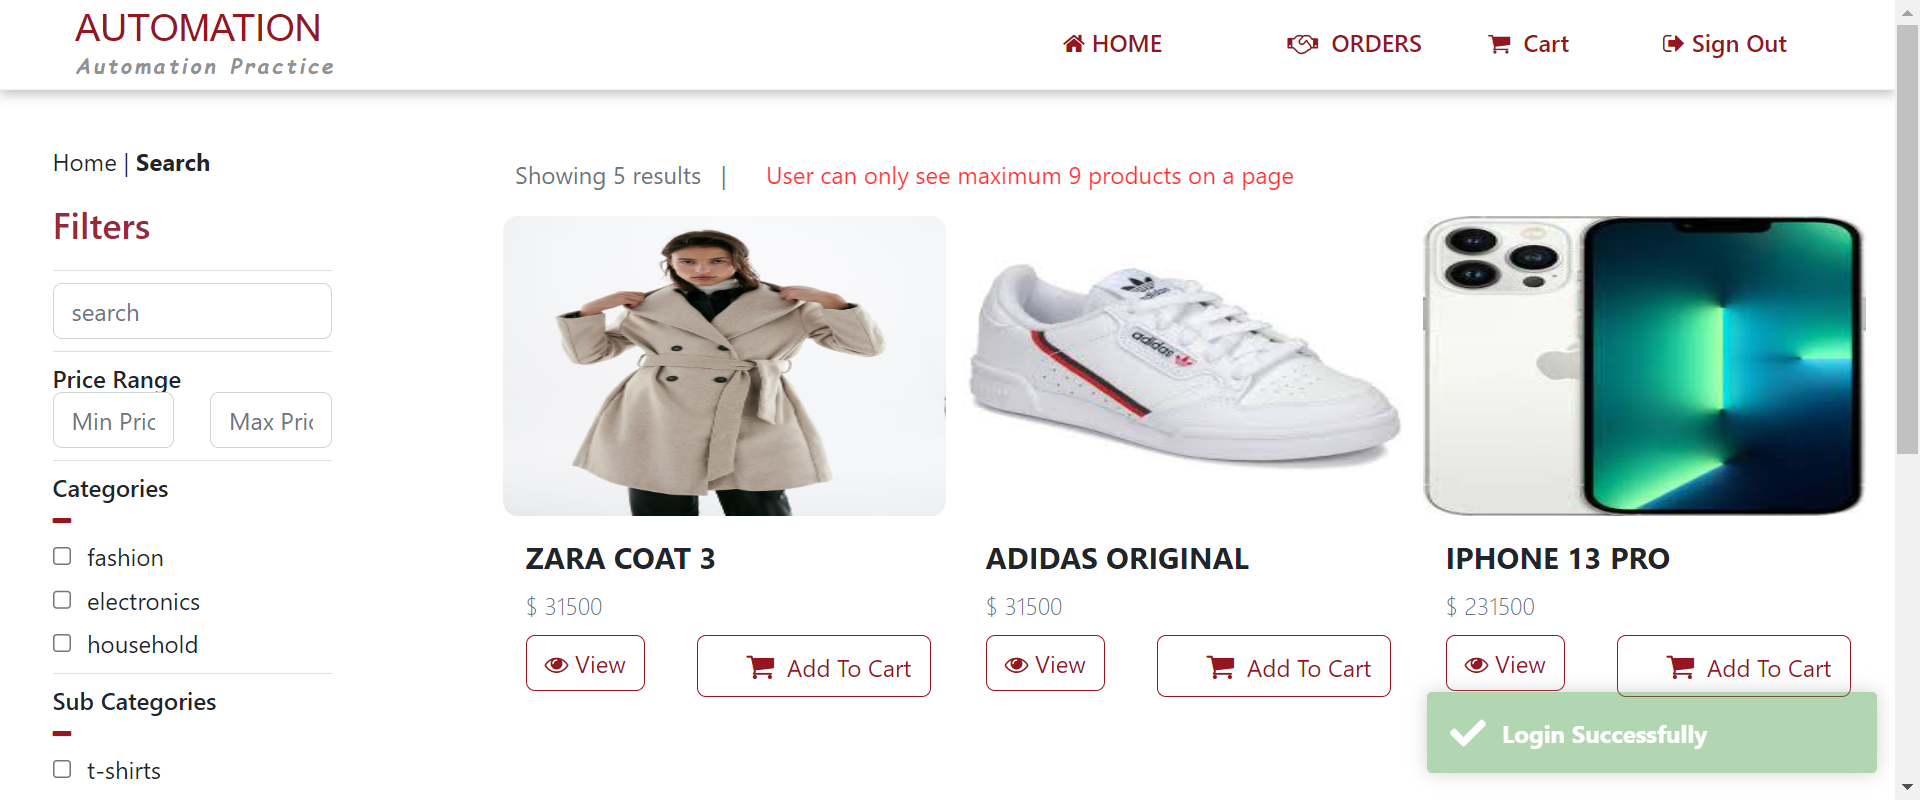 AUTOMATION
Automation Practice
HOME
ORDERS
Cart
Sign Out
Home | Search
Showing 5 results |
User can only see maximum 9 products on a page
Filters
search
Price Range
Min Pric
Max Pric
Categories
fashion
electronics
household
Sub Categories
t-shirts
adidas
adidas
ZARA COAT 3
$ 31500
View
Add To Cart
ADIDAS ORIGINAL
$ 31500
View
Add To Cart
IPHONE 13 PRO
$ 231500
View
Add To Cart
Login Successfully